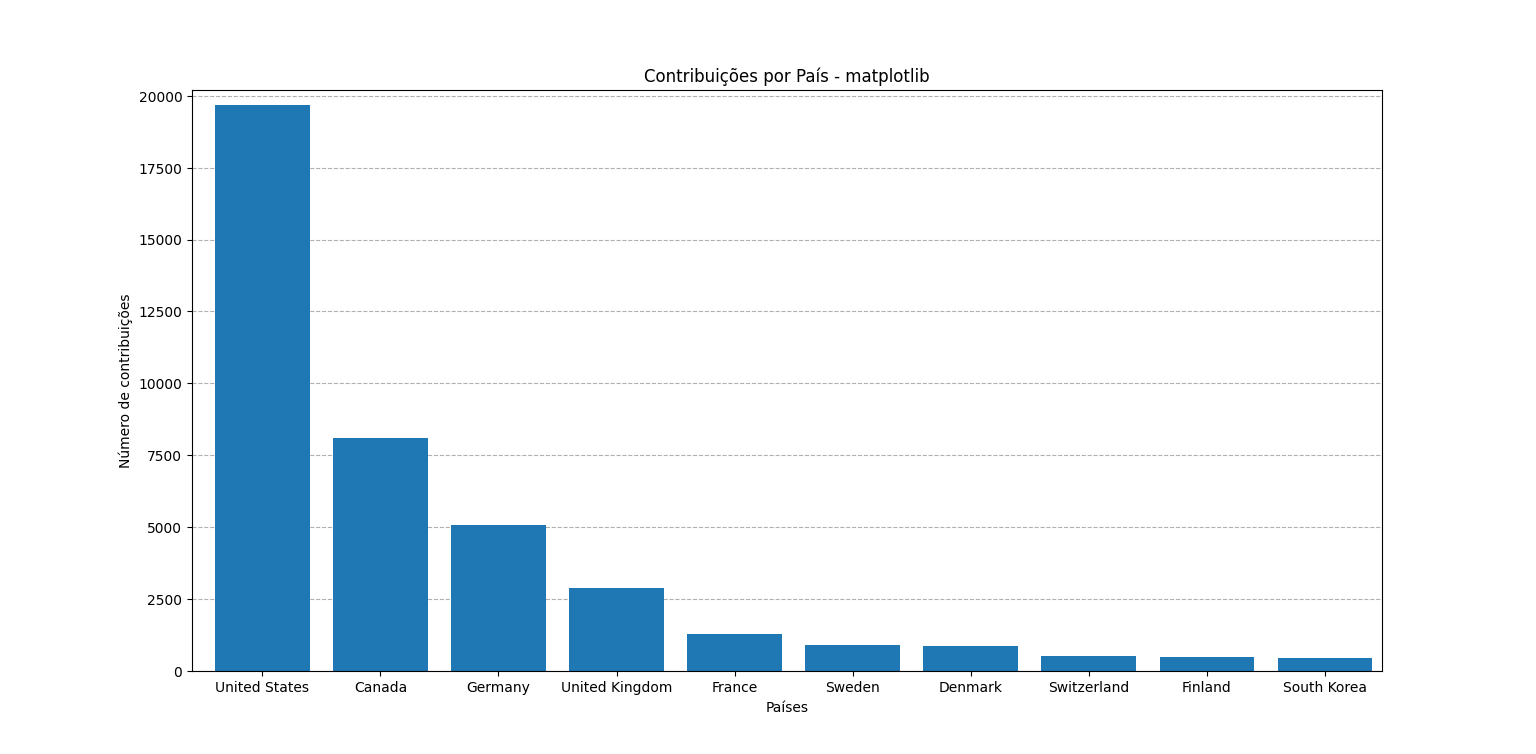 Contribuições por País - matplotlib
Número de contribuições
20000
17500
15000
12500
10000
7500
5000
2500
0
United States Canada Germany United Kingdom France Sweden Denmark Switzerland Finland South Korea
Países